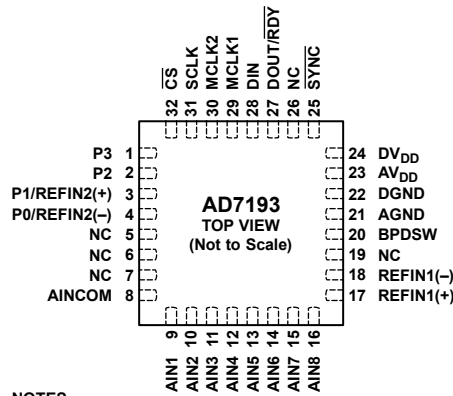 32 C̅S̅
31 SCLK
30 MCLK2
29 MCLK1
28 DIN
27 DOUT/R̅D̅Y̅
26 NC
25 S̅Y̅N̅C̅
P3 1
P2 2
P1/REFIN2(+) 3
P0/REFIN2(–) 4
NC 5
NC 6
NC 7
AINCOM 8
AD7193
TOP VIEW
(Not to Scale)
24 DVDD
23 AVDD
22 DGND
21 AGND
20 BPDSW
19 NC
18 REFIN1(–)
17 REFIN1(+)
AIN1 9
AIN2 10
AIN3 11
AIN4 12
AIN5 13
AIN6 14
AIN7 15
AIN8 16